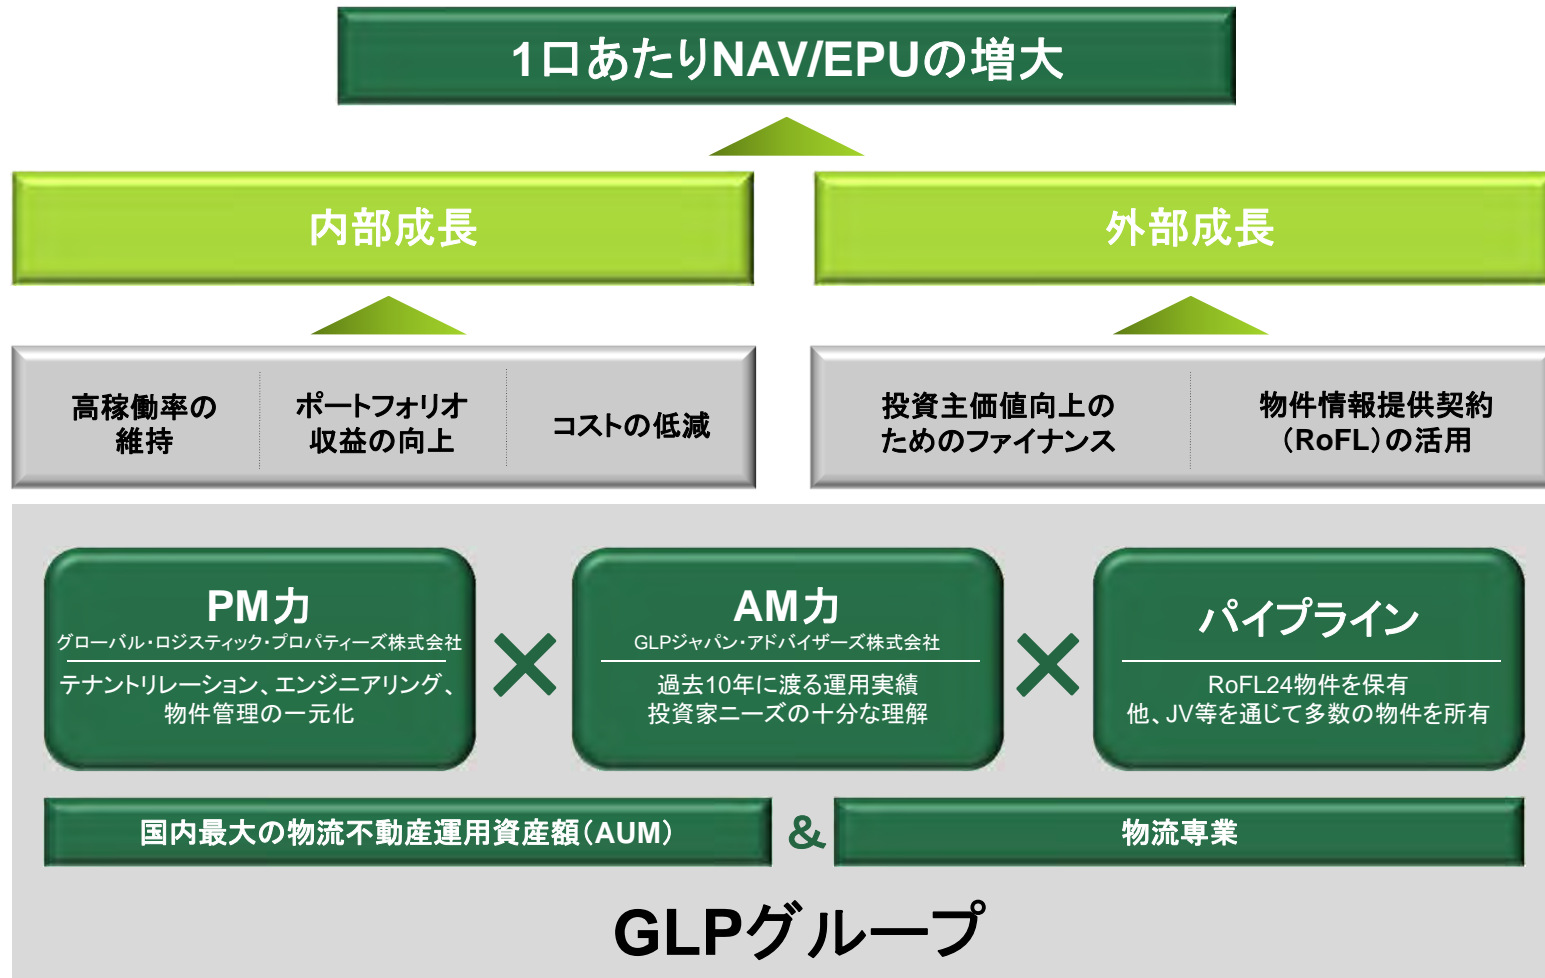 1口あたりNAV/EPUの増大
内部成長
外部成長
高稼働率の
維持
ポートフォリオ
収益の向上
コストの低減
投資主価値向上の
ためのファイナンス
物件情報提供契約
（RoFL）の活用
PM力
グローバル・ロジスティック・プロパティーズ株式会社
テナントリレーション、エンジニアリング、
物件管理の一元化
×
AM力
GLPジャパン・アドバイザーズ株式会社
過去10年に渡る運用実績
投資家ニーズの十分な理解
×
パイプライン
RoFL24物件を保有
他、JV等を通じて多数の物件を所有
国内最大の物流不動産運用資産額（AUM）
&
物流専業
GLPグループ